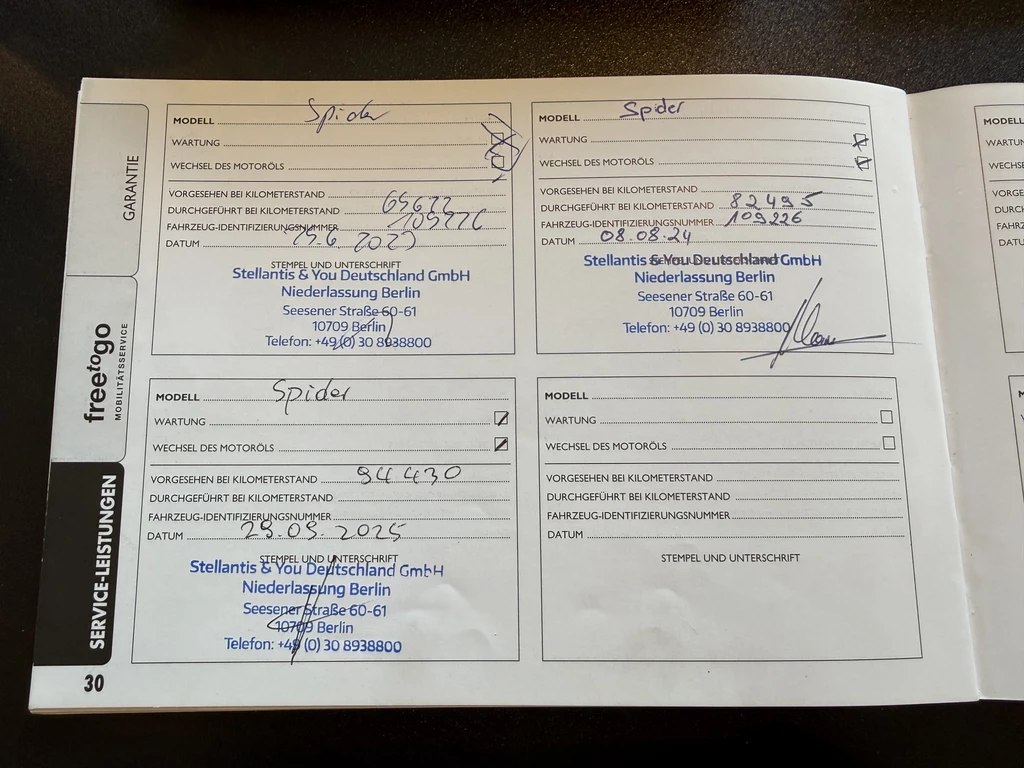 GARANTIE
freetogo
MOBILITÄTSSERVICE
SERVICE-LEISTUNGEN
30
MODELL Spider
WARTUNG
WECHSEL DES MOTORÖLS
VORGESEHEN BEI KILOMETERSTAND
DURCHGEFÜHRT BEI KILOMETERSTAND
FAHRZEUG-IDENTIFIZIERUNGSNUMMER
DATUM
STEMPEL UND UNTERSCHRIFT
Stellantis & You Deutschland GmbH
Niederlassung Berlin
Seesener Straße 60-61
10709 Berlin
Telefon: +49 (0) 30 8938800
MODELL Spider
WARTUNG
WECHSEL DES MOTORÖLS
VORGESEHEN BEI KILOMETERSTAND
DURCHGEFÜHRT BEI KILOMETERSTAND 82495
FAHRZEUG-IDENTIFIZIERUNGSNUMMER 109226
DATUM 08.08.24
STEMPEL UND UNTERSCHRIFT
Stellantis & You Deutschland GmbH
Niederlassung Berlin
Seesener Straße 60-61
10709 Berlin
Telefon: +49 (0) 30 8938800
MODELL Spider
WARTUNG
WECHSEL DES MOTORÖLS
VORGESEHEN BEI KILOMETERSTAND 94430
DURCHGEFÜHRT BEI KILOMETERSTAND
FAHRZEUG-IDENTIFIZIERUNGSNUMMER
DATUM 29.09.2025
STEMPEL UND UNTERSCHRIFT
Stellantis & You Deutschland GmbH
Niederlassung Berlin
Seesener Straße 60-61
10709 Berlin
Telefon: +49 (0) 30 8938800
MODELL
WARTUNG
WECHSEL DES MOTORÖLS
VORGESEHEN BEI KILOMETERSTAND
DURCHGEFÜHRT BEI KILOMETERSTAND
FAHRZEUG-IDENTIFIZIERUNGSNUMMER
DATUM
STEMPEL UND UNTERSCHRIFT
MODELL